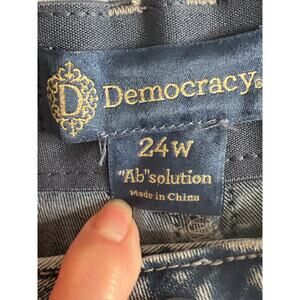 D Democracy®
24W
"Ab"solution
Made in China